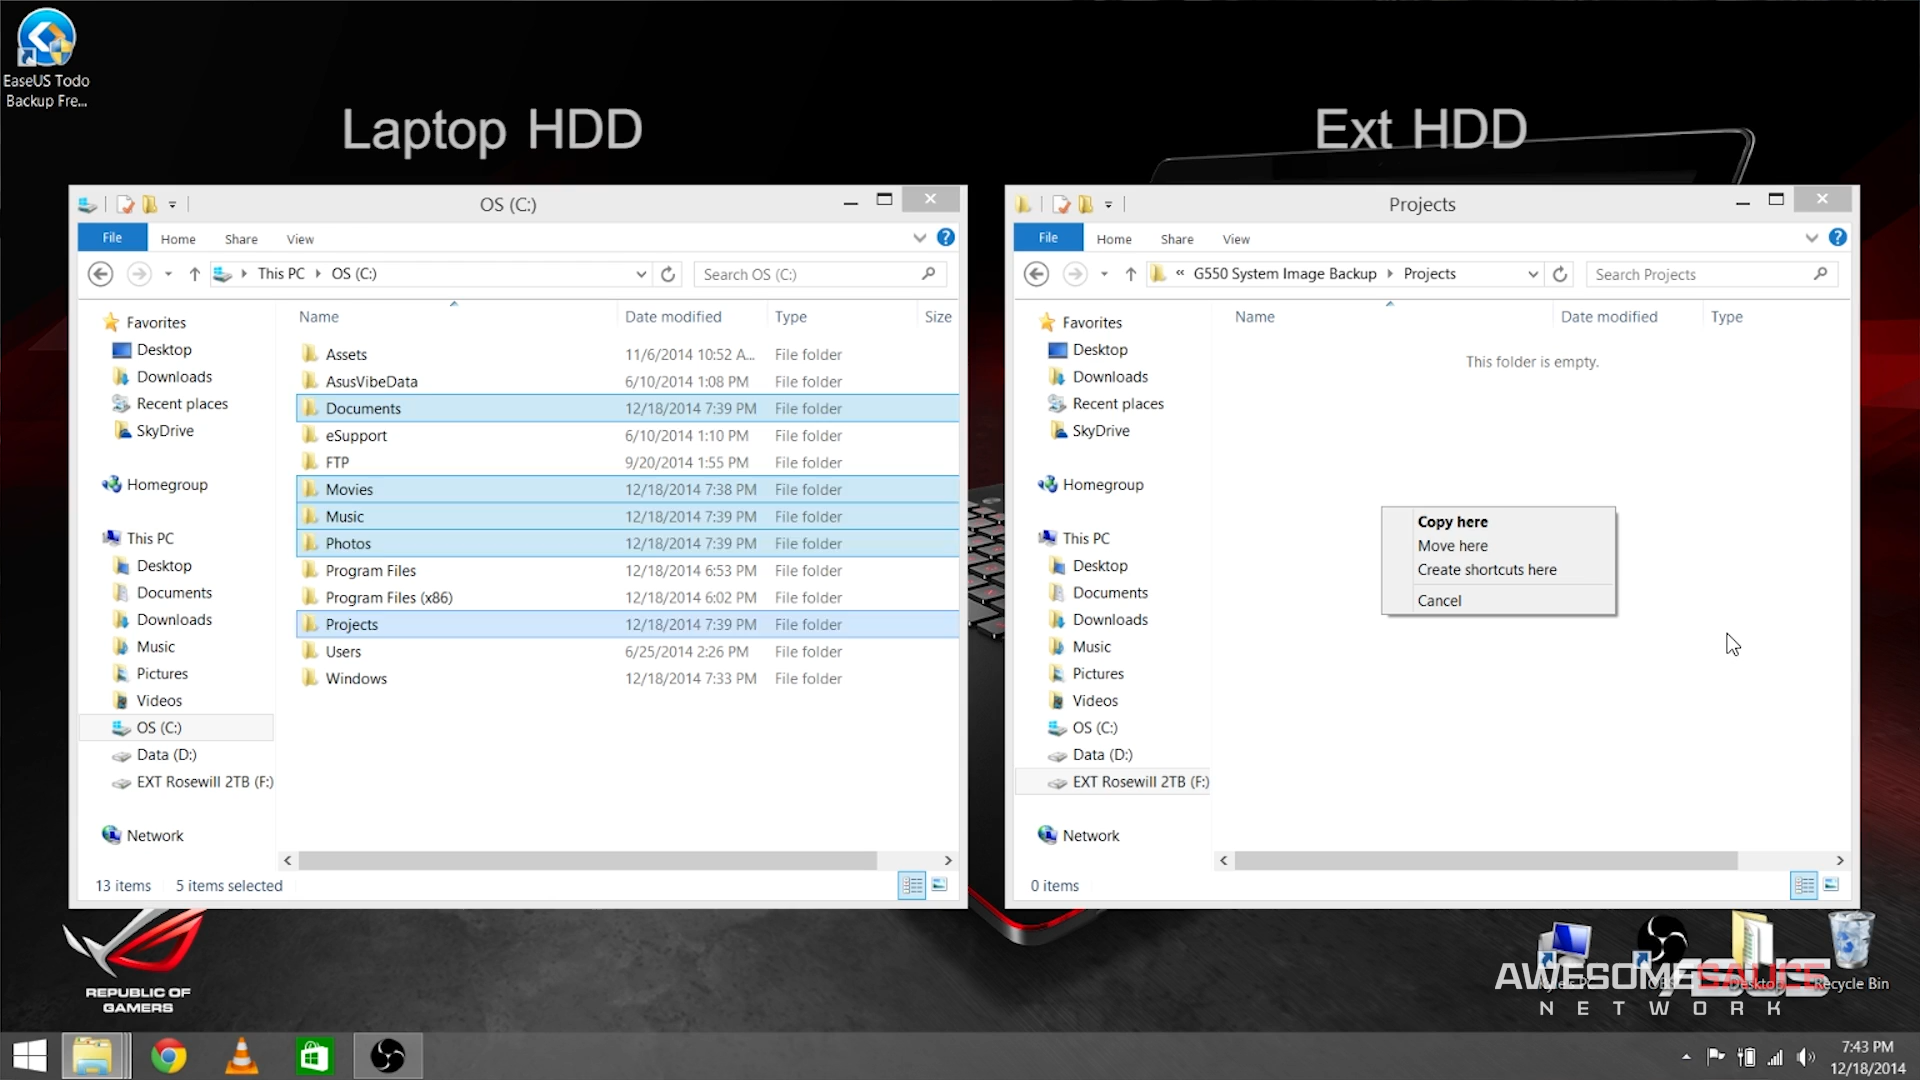 EaseUS Todo
Backup Fre...
Laptop HDD
Ext HDD
OS (C:)
File
Home
Share
View
This PC
OS (C:)
Search OS (C:)
Favorites
Desktop
Downloads
Recent places
SkyDrive
Homegroup
This PC
Desktop
Documents
Downloads
Music
Pictures
Videos
OS (C:)
Data (D:)
EXT Rosewill 2TB (F:)
Network
Name Date modified Type Size
Assets 11/6/2014 10:52 A... File folder
AsusVibeData 6/10/2014 1:08 PM File folder
Documents 12/18/2014 7:39 PM File folder
eSupport 6/10/2014 1:10 PM File folder
FTP 9/20/2014 1:55 PM File folder
Movies 12/18/2014 7:38 PM File folder
Music 12/18/2014 7:39 PM File folder
Photos 12/18/2014 7:39 PM File folder
Program Files 12/18/2014 6:53 PM File folder
Program Files (x86) 12/18/2014 6:02 PM File folder
Projects 12/18/2014 7:39 PM File folder
Users 6/25/2014 2:26 PM File folder
Windows 12/18/2014 7:33 PM File folder
13 items 5 items selected
Projects
File
Home
Share
View
« G550 System Image Backup
Projects
Search Projects
Favorites
Desktop
Downloads
Recent places
SkyDrive
Homegroup
This PC
Desktop
Documents
Downloads
Music
Pictures
Videos
OS (C:)
Data (D:)
EXT Rosewill 2TB (F:)
Network
Name Date modified Type
This folder is empty.
Copy here
Move here
Create shortcuts here
Cancel
0 items
REPUBLIC OF
GAMERS
AWESOMESAUCE
NETWORK
Desktop
Recycle Bin
7:43 PM
12/18/2014